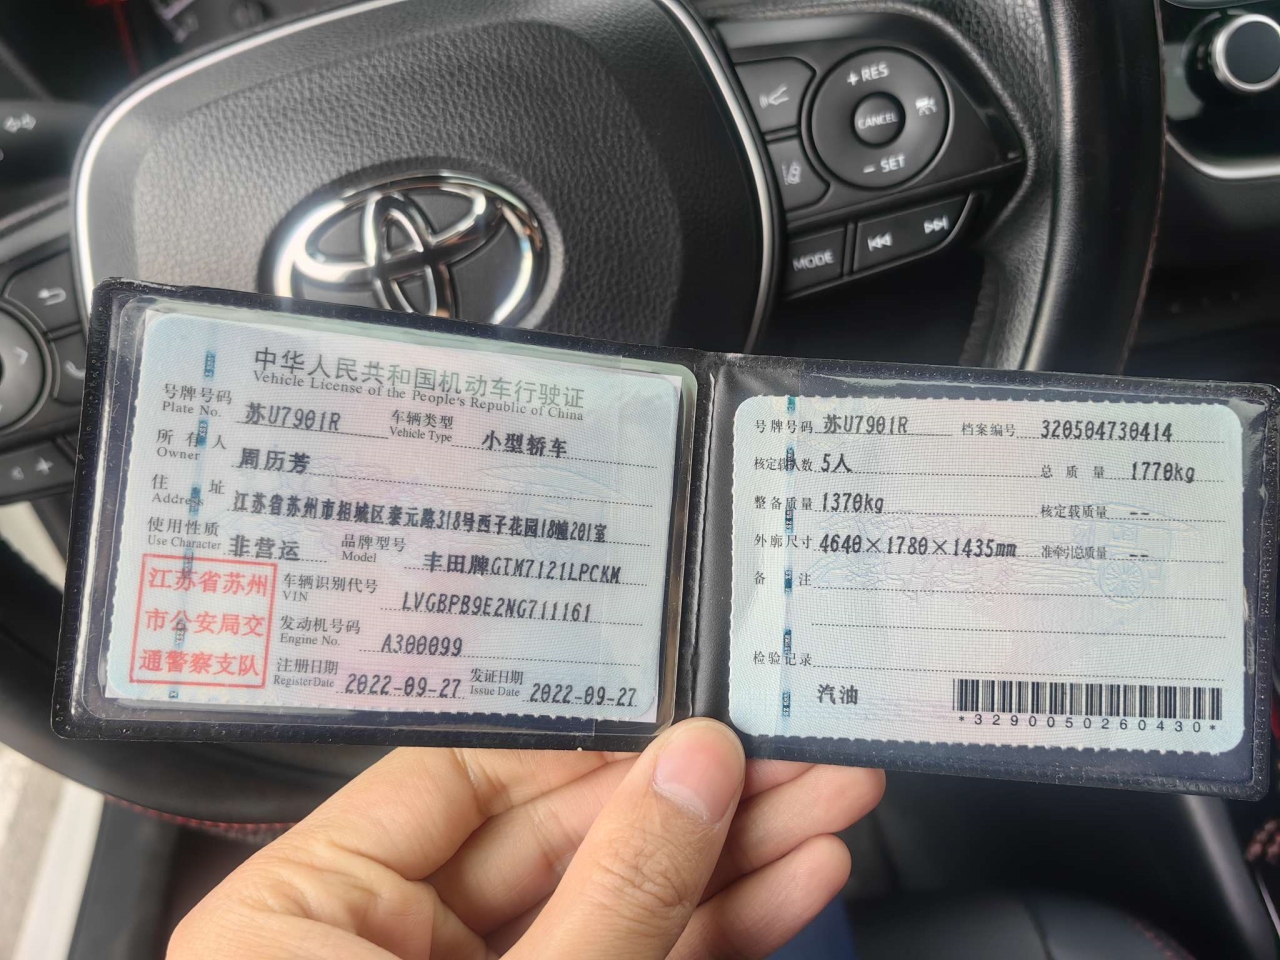 +RES
CANCEL
- SET
MODE
中华人民共和国机动车行驶证
Vehicle License of the People's Republic of China
号牌号码 苏U7901R 车辆类型 小型轿车
Plate No. Vehicle Type
所有人 周历芳
Owner
住址 江苏省苏州市相城区泰元路318号西子花园18幢201室
Address
使用性质 非营运 品牌型号 丰田牌GTM7121LPCKM
Use Character Model
江苏省苏州
市公安局交
通警察支队
车辆识别代号 LVGBPB9E2NG711161
VIN
发动机号码 A300099
Engine No.
注册日期 2022-09-27 发证日期 2022-09-27
Register Date Issue Date
号牌号码 苏U7901R 档案编号 320504730414
核定载人数 5人 总质量 1770kg
整备质量 1370kg 核定载质量 --
外廓尺寸 4640×1780×1435mm 准牵引总质量 --
备注
检验记录
汽油
*3290050260430*